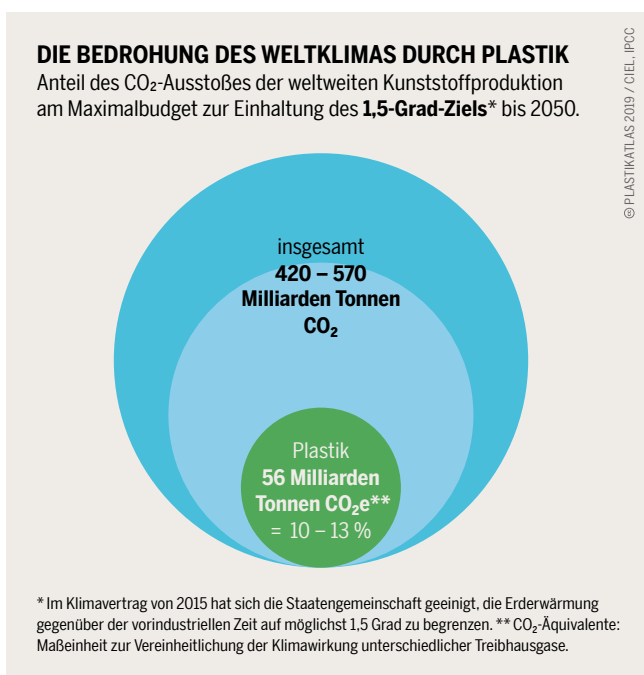 DIE BEDROHUNG DES WELTKLIMAS DURCH PLASTIK
Anteil des CO₂-Ausstoßes der weltweiten Kunststoffproduktion
am Maximalbudget zur Einhaltung des 1,5-Grad-Ziels* bis 2050.
insgesamt
420 – 570
Milliarden Tonnen
CO₂
Plastik
56 Milliarden
Tonnen CO₂e**
= 10 – 13 %
* Im Klimavertrag von 2015 hat sich die Staatengemeinschaft geeinigt, die Erderwärmung
gegenüber der vorindustriellen Zeit auf möglichst 1,5 Grad zu begrenzen. ** CO₂-Äquivalente:
Maßeinheit zur Vereinheitlichung der Klimawirkung unterschiedlicher Treibhausgase.
© PLASTIKATLAS 2019 / CIEL, IPCC